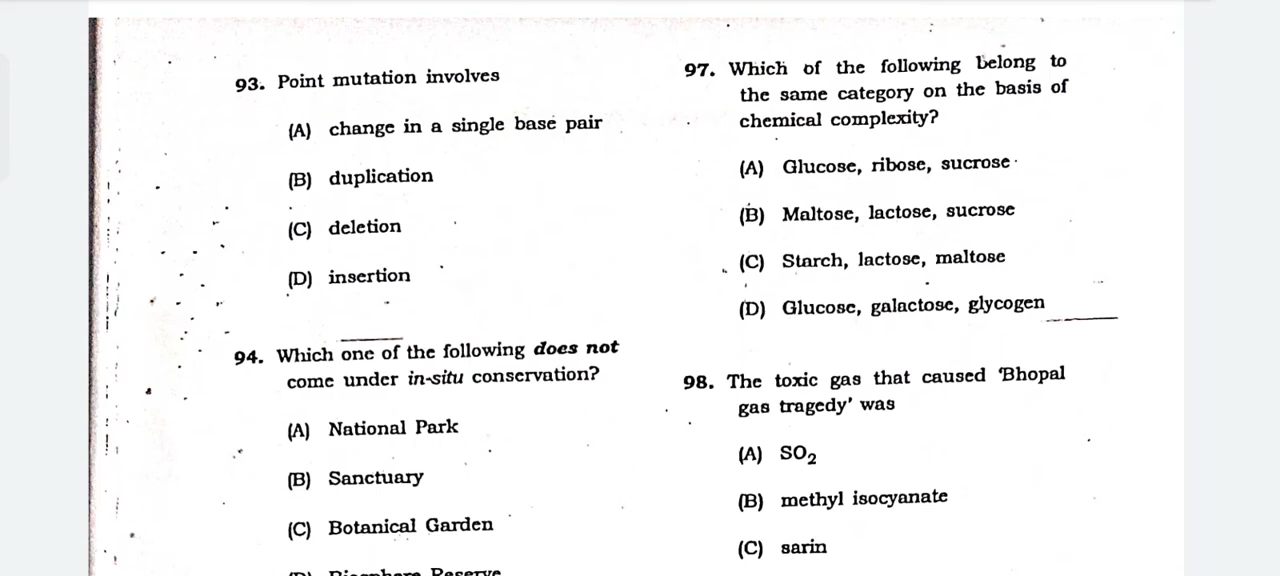 93. Point mutation involves
(A) change in a single base pair
(B) duplication
(C) deletion
(D) insertion
94. Which one of the following does not
come under in-situ conservation?
(A) National Park
(B) Sanctuary
(C) Botanical Garden
(D) Biosphere Reserve
97. Which of the following belong to
the same category on the basis of
chemical complexity?
(A) Glucose, ribose, sucrose
(B) Maltose, lactose, sucrose
(C) Starch, lactose, maltose
(D) Glucose, galactose, glycogen
98. The toxic gas that caused ‘Bhopal
gas tragedy’ was
(A) SO₂
(B) methyl isocyanate
(C) sarin